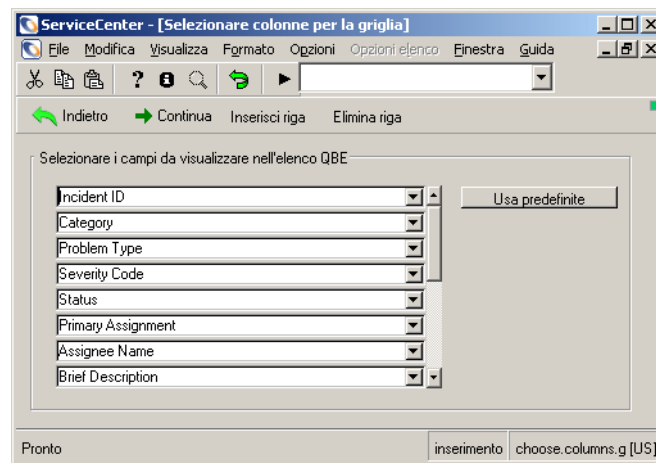 ServiceCenter - [Selezionare colonne per la griglia]
File Modifica Visualizza Formato Opzioni Opzioni elenco Finestra Guida
Indietro Continua Inserisci riga Elimina riga
Selezionare i campi da visualizzare nell'elenco QBE
Incident ID
Usa predefinite
Category
Problem Type
Severity Code
Status
Primary Assignment
Assignee Name
Brief Description
Pronto inserimento choose.columns.g [US]